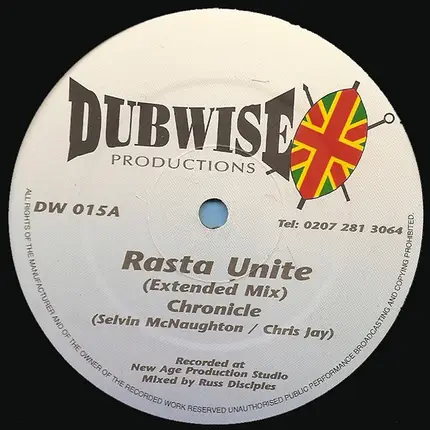 DUBWISE
PRODUCTIONS
DW 015A
Tel: 0207 281 3064
Rasta Unite
(Extended Mix)
Chronicle
(Selvin McNaughton / Chris Jay)
Recorded at
New Age Production Studio
Mixed by Russ Disciples
ALL RIGHTS OF THE MANUFACTURER AND OF THE OWNER OF THE RECORDED WORK RESERVED UNAUTHORISED PUBLIC PERFORMANCE BROADCASTING AND COPYING PROHIBITED.